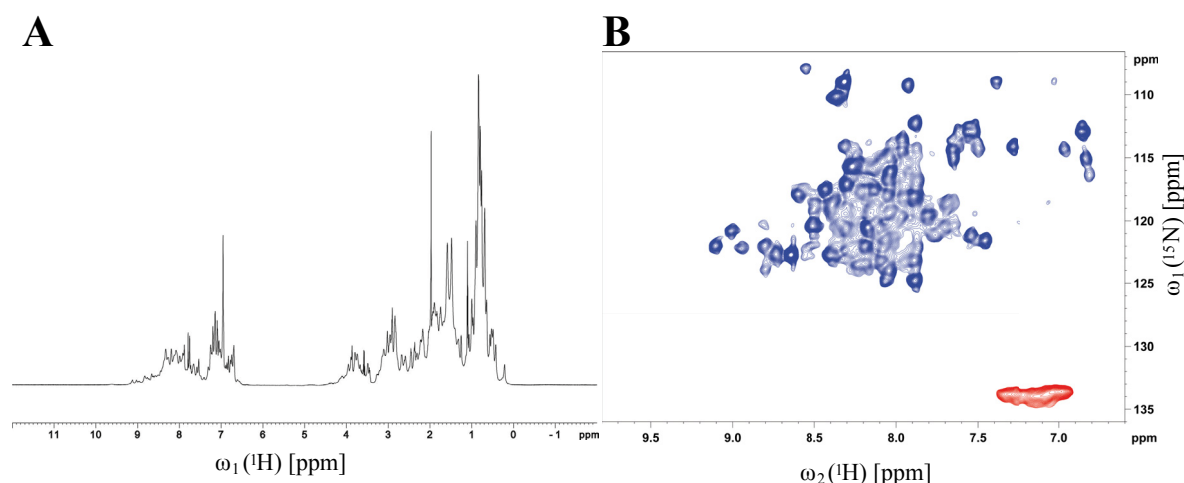 A
11 10 9 8 7 6 5 4 3 2 1 0 - 1 ppm
ω1 (¹H) [ppm]
B
ppm
110
115
120
125
130
135
ω1 (¹⁵N) [ppm]
9.5 9.0 8.5 8.0 7.5 7.0 ppm
ω2 (¹H) [ppm]